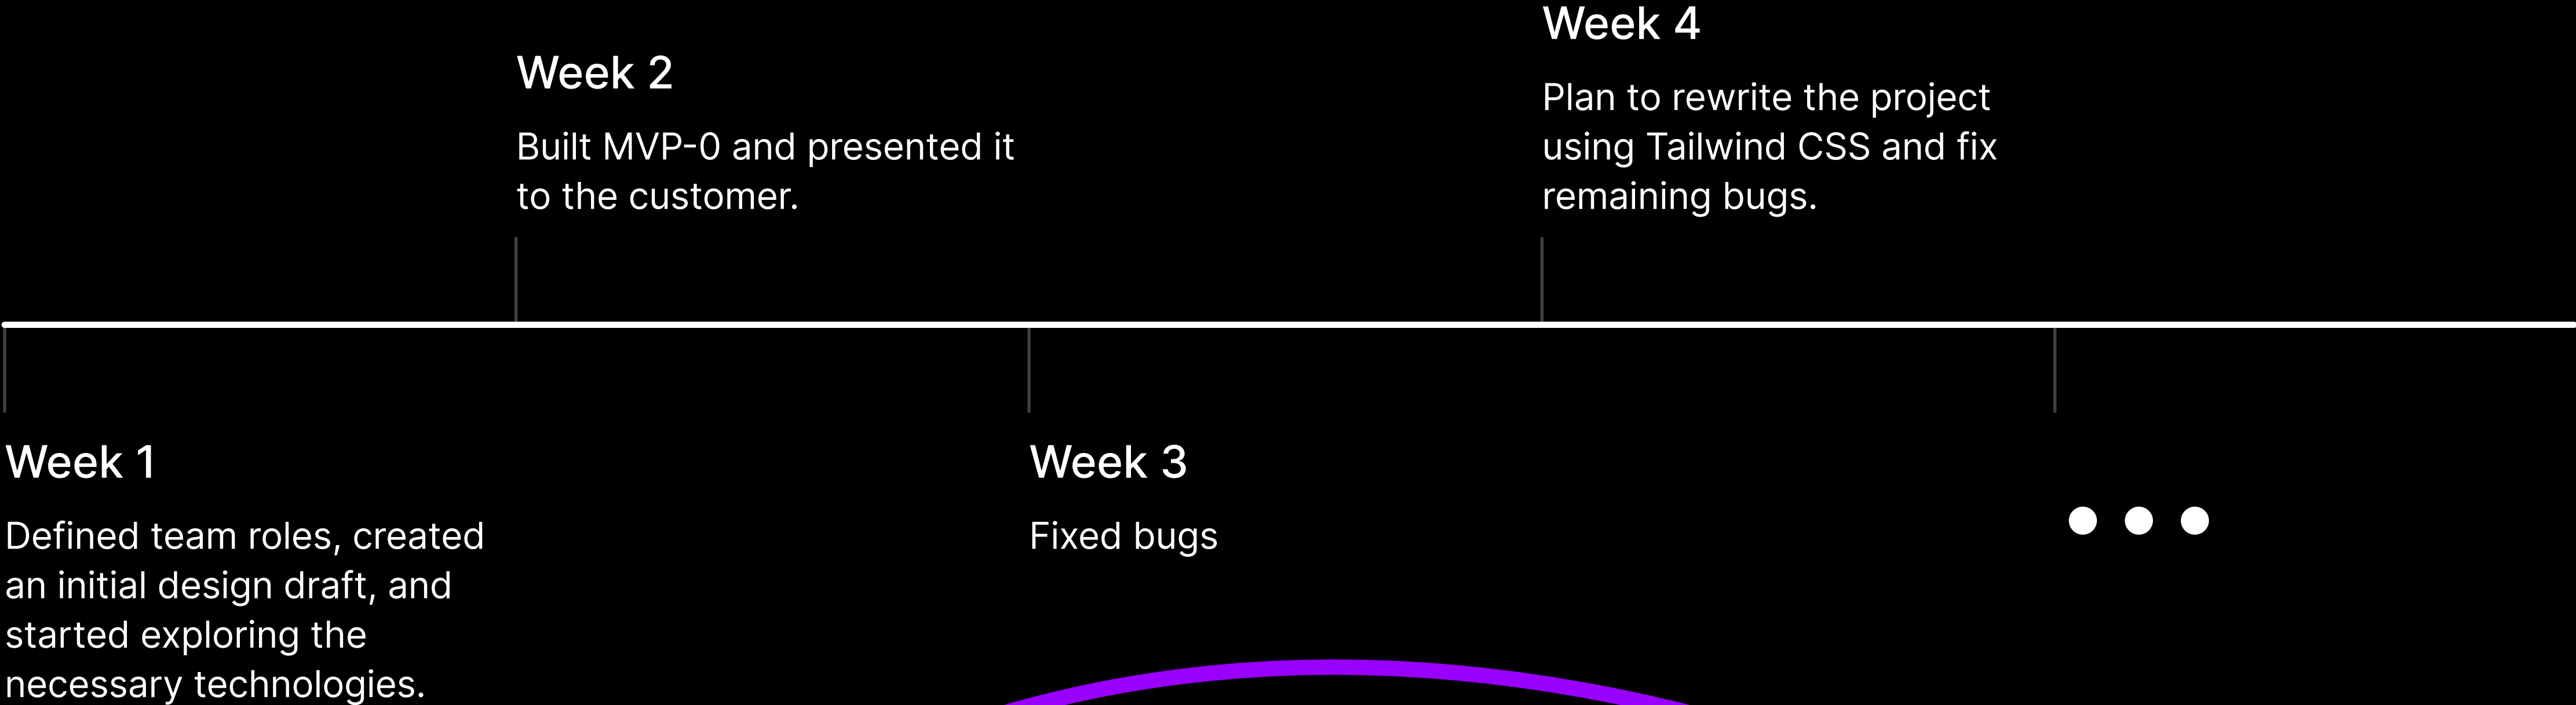 Week 1
Defined team roles, created
an initial design draft, and
started exploring the
necessary technologies.
Week 2
Built MVP-0 and presented it
to the customer.
Week 3
Fixed bugs
Week 4
Plan to rewrite the project
using Tailwind CSS and fix
remaining bugs.